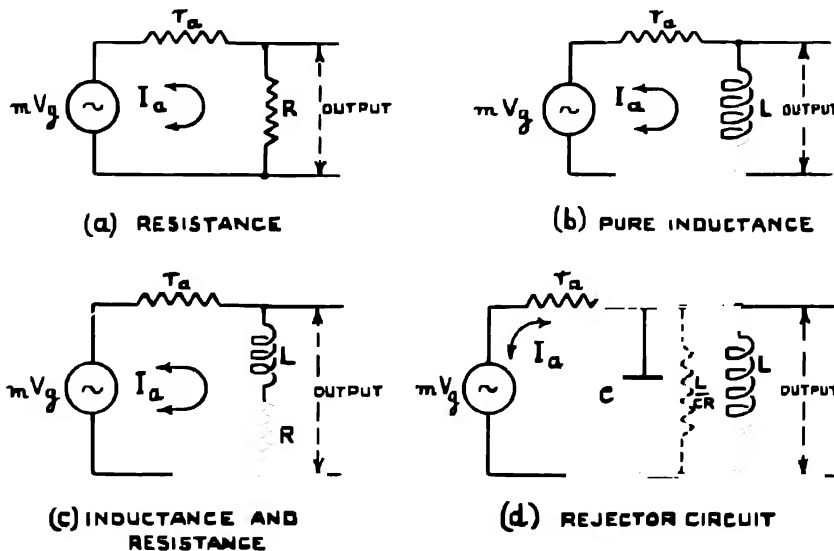 ra
mVg Ia R OUTPUT
(a) RESISTANCE
ra
mVg Ia L OUTPUT
(b) PURE INDUCTANCE
ra
mVg Ia L R OUTPUT
(c) INDUCTANCE AND
RESISTANCE
ra
mVg Ia C L/CR L OUTPUT
(d) REJECTOR CIRCUIT